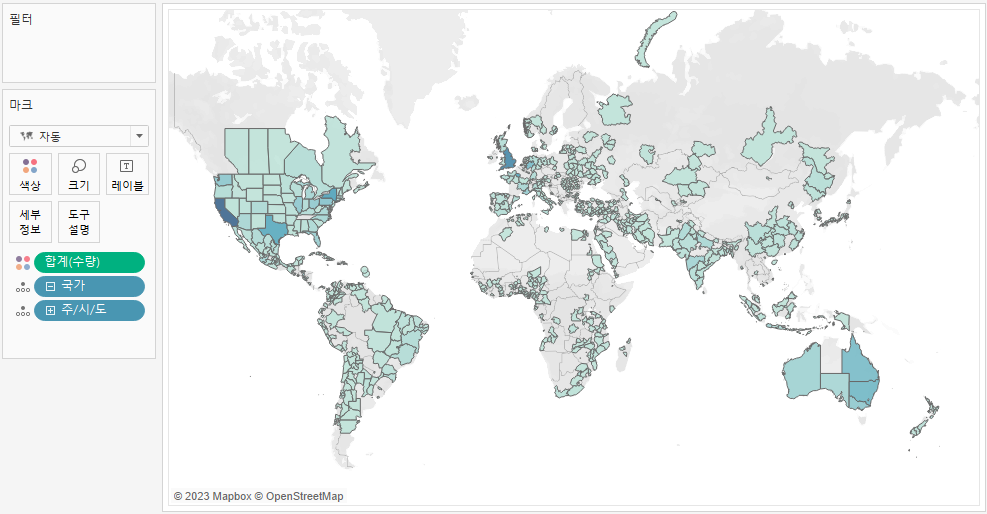 필터
마크
자동
색상
크기
레이블
세부
정보
도구
설명
합계(수량)
국가
주/시/도
© 2023 Mapbox © OpenStreetMap